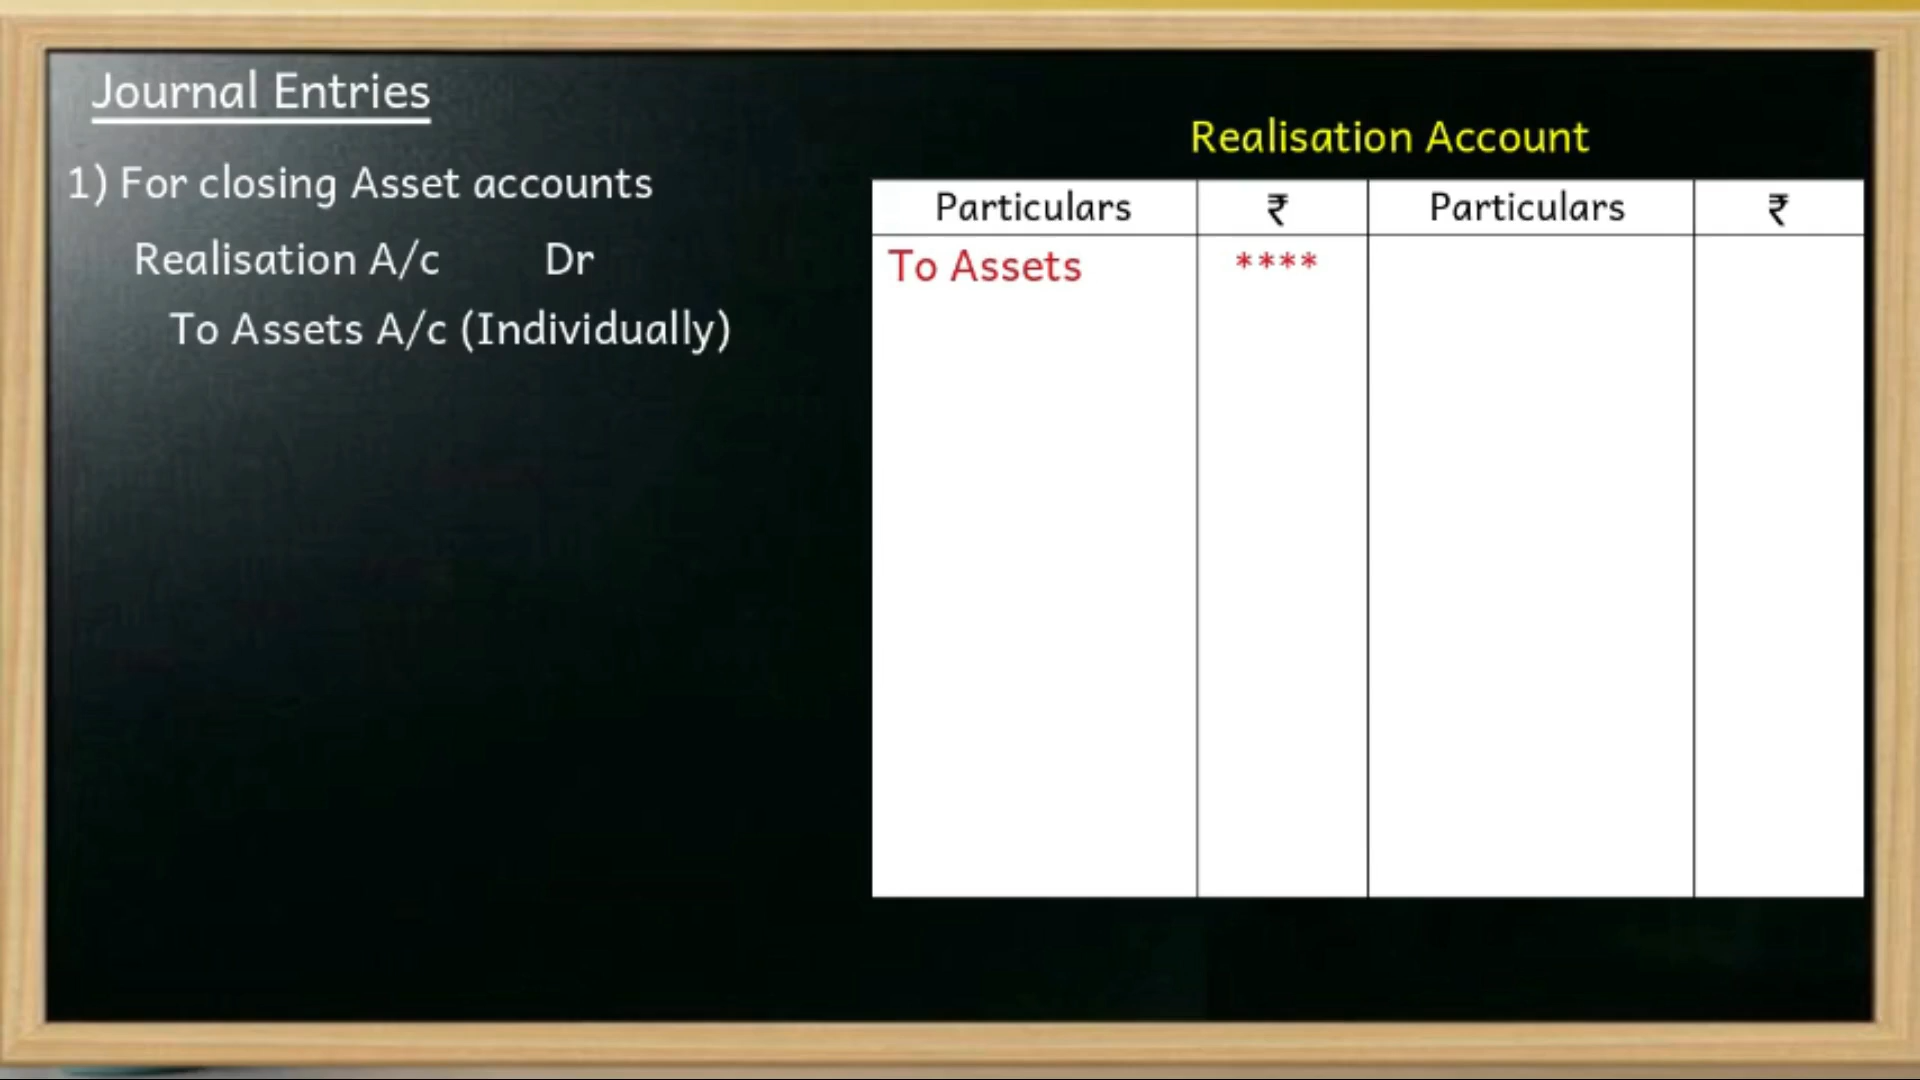 Journal Entries
1) For closing Asset accounts
Realisation A/c Dr
To Assets A/c (Individually)
Realisation Account
Particulars ₹ Particulars ₹
To Assets ****